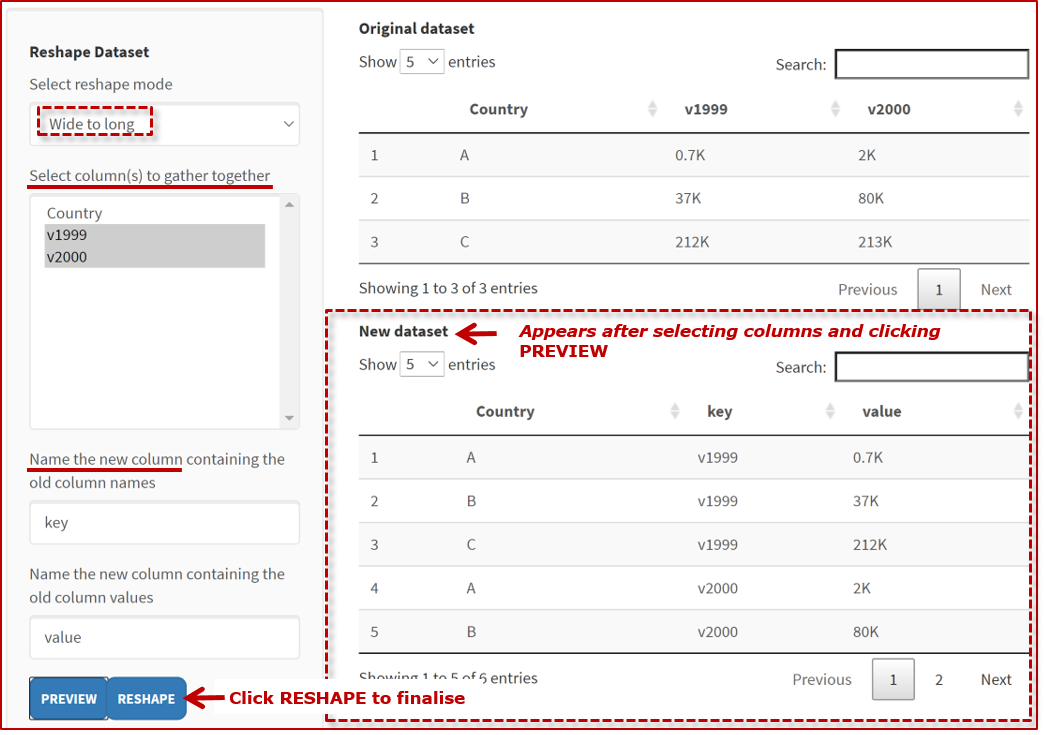 Reshape Dataset
Select reshape mode
Wide to long
Select column(s) to gather together
Country
v1999
v2000
Name the new column containing the
old column names
key
Name the new column containing the
old column values
value
PREVIEW RESHAPE
Click RESHAPE to finalise
Original dataset
Show 5 entries
Search:
Country v1999 v2000
1 A 0.7K 2K
2 B 37K 80K
3 C 212K 213K
Showing 1 to 3 of 3 entries
Previous 1 Next
New dataset
Appears after selecting columns and clicking
PREVIEW
Show 5 entries
Search:
Country key value
1 A v1999 0.7K
2 B v1999 37K
3 C v1999 212K
4 A v2000 2K
5 B v2000 80K
Showing 1 to 5 of 6 entries
Previous 1 2 Next